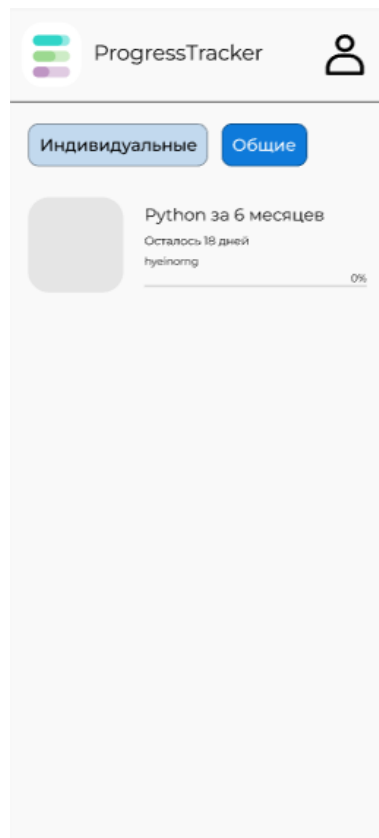 ProgressTracker
Индивидуальные
Общие
Python за 6 месяцев
Осталось 18 дней
hyeinorng
0%